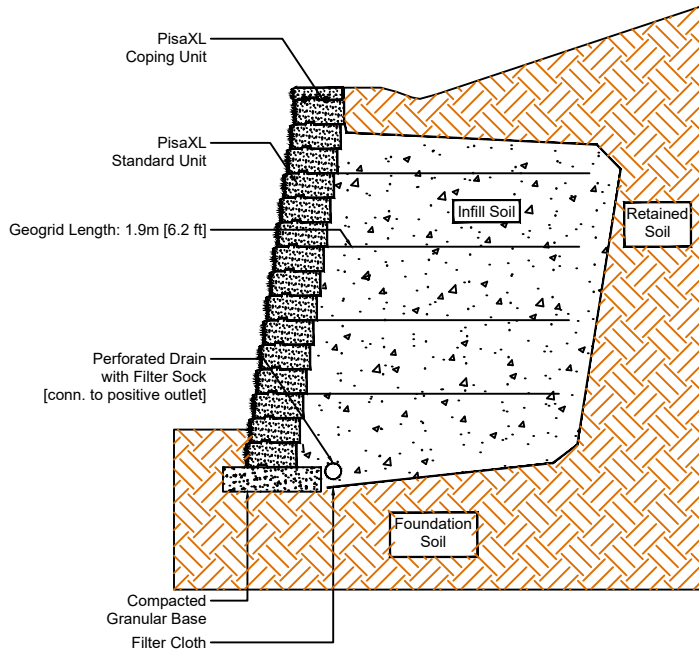 PisaXL
Coping Unit
PisaXL
Standard Unit
Geogrid Length: 1.9m [6.2 ft]
Infill Soil
Retained
Soil
Perforated Drain
with Filter Sock
[conn. to positive outlet]
Foundation
Soil
Compacted
Granular Base
Filter Cloth